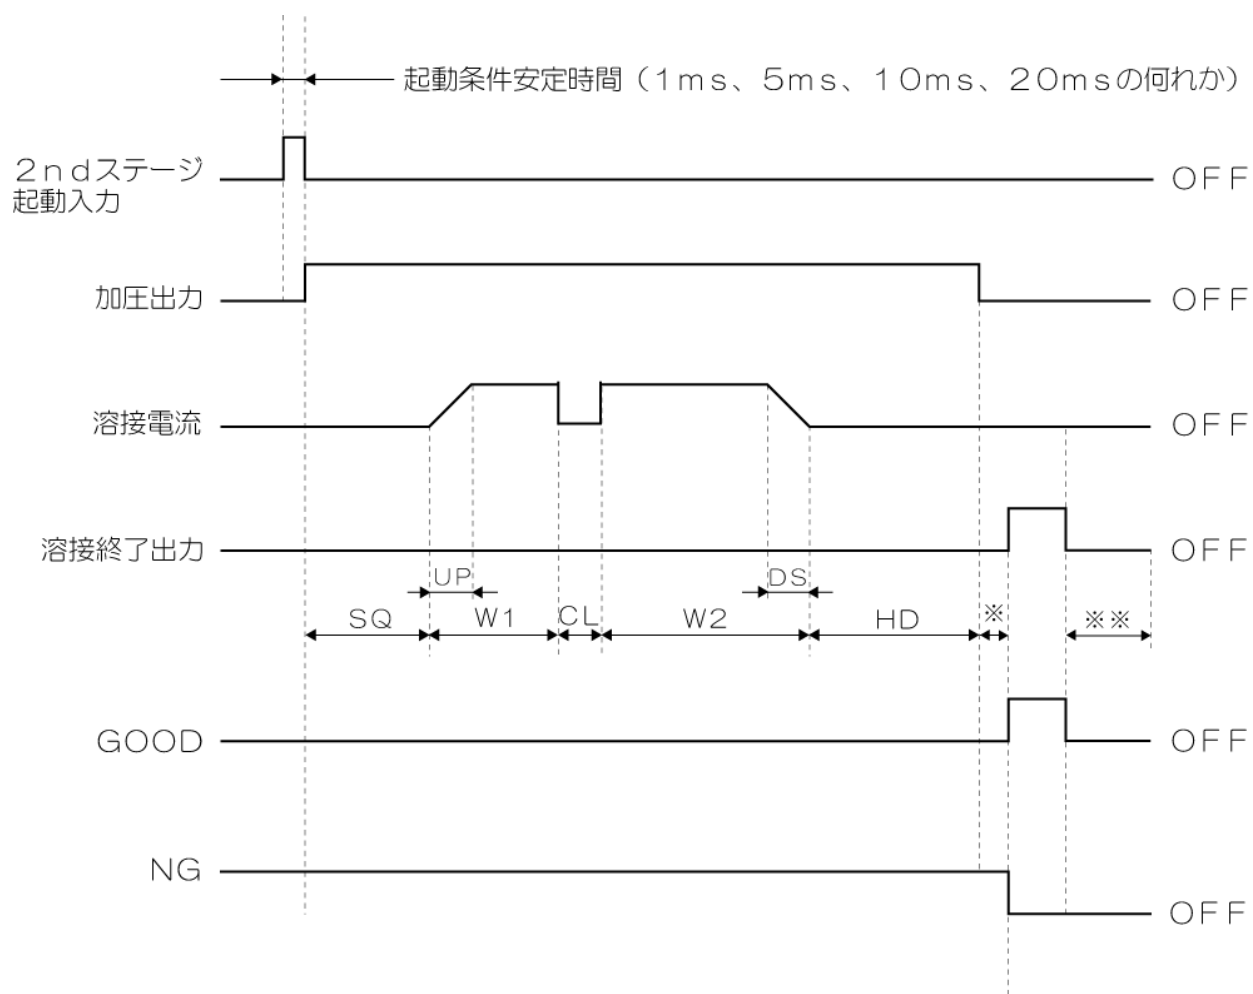 起動条件安定時間（１ｍｓ、５ｍｓ、１０ｍｓ、２０ｍｓの何れか）
２ｎｄステージ
起動入力
ＯＦＦ
加圧出力
ＯＦＦ
溶接電流
ＯＦＦ
溶接終了出力
ＯＦＦ
UP
DS
SQ
W1
CL
W2
HD
※
※※
GOOD
ＯＦＦ
NG
ＯＦＦ